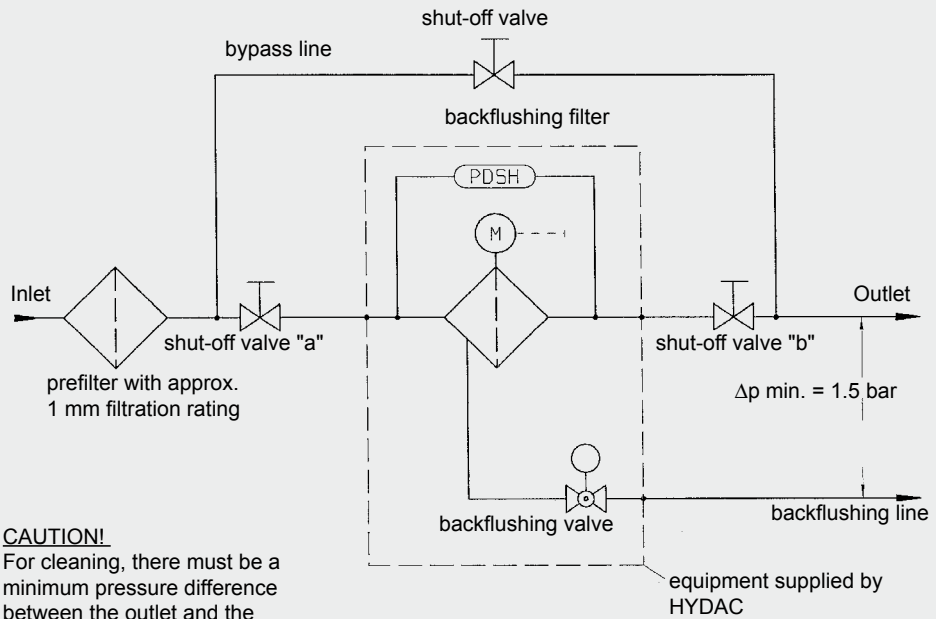 shut-off valve
bypass line
backflushing filter
PDSH
M
Inlet
Outlet
shut-off valve "a"
shut-off valve "b"
prefilter with approx.
1 mm filtration rating
Δp min. = 1.5 bar
backflushing valve
backflushing line
CAUTION!
For cleaning, there must be a
minimum pressure difference
between the outlet and the
equipment supplied by
HYDAC